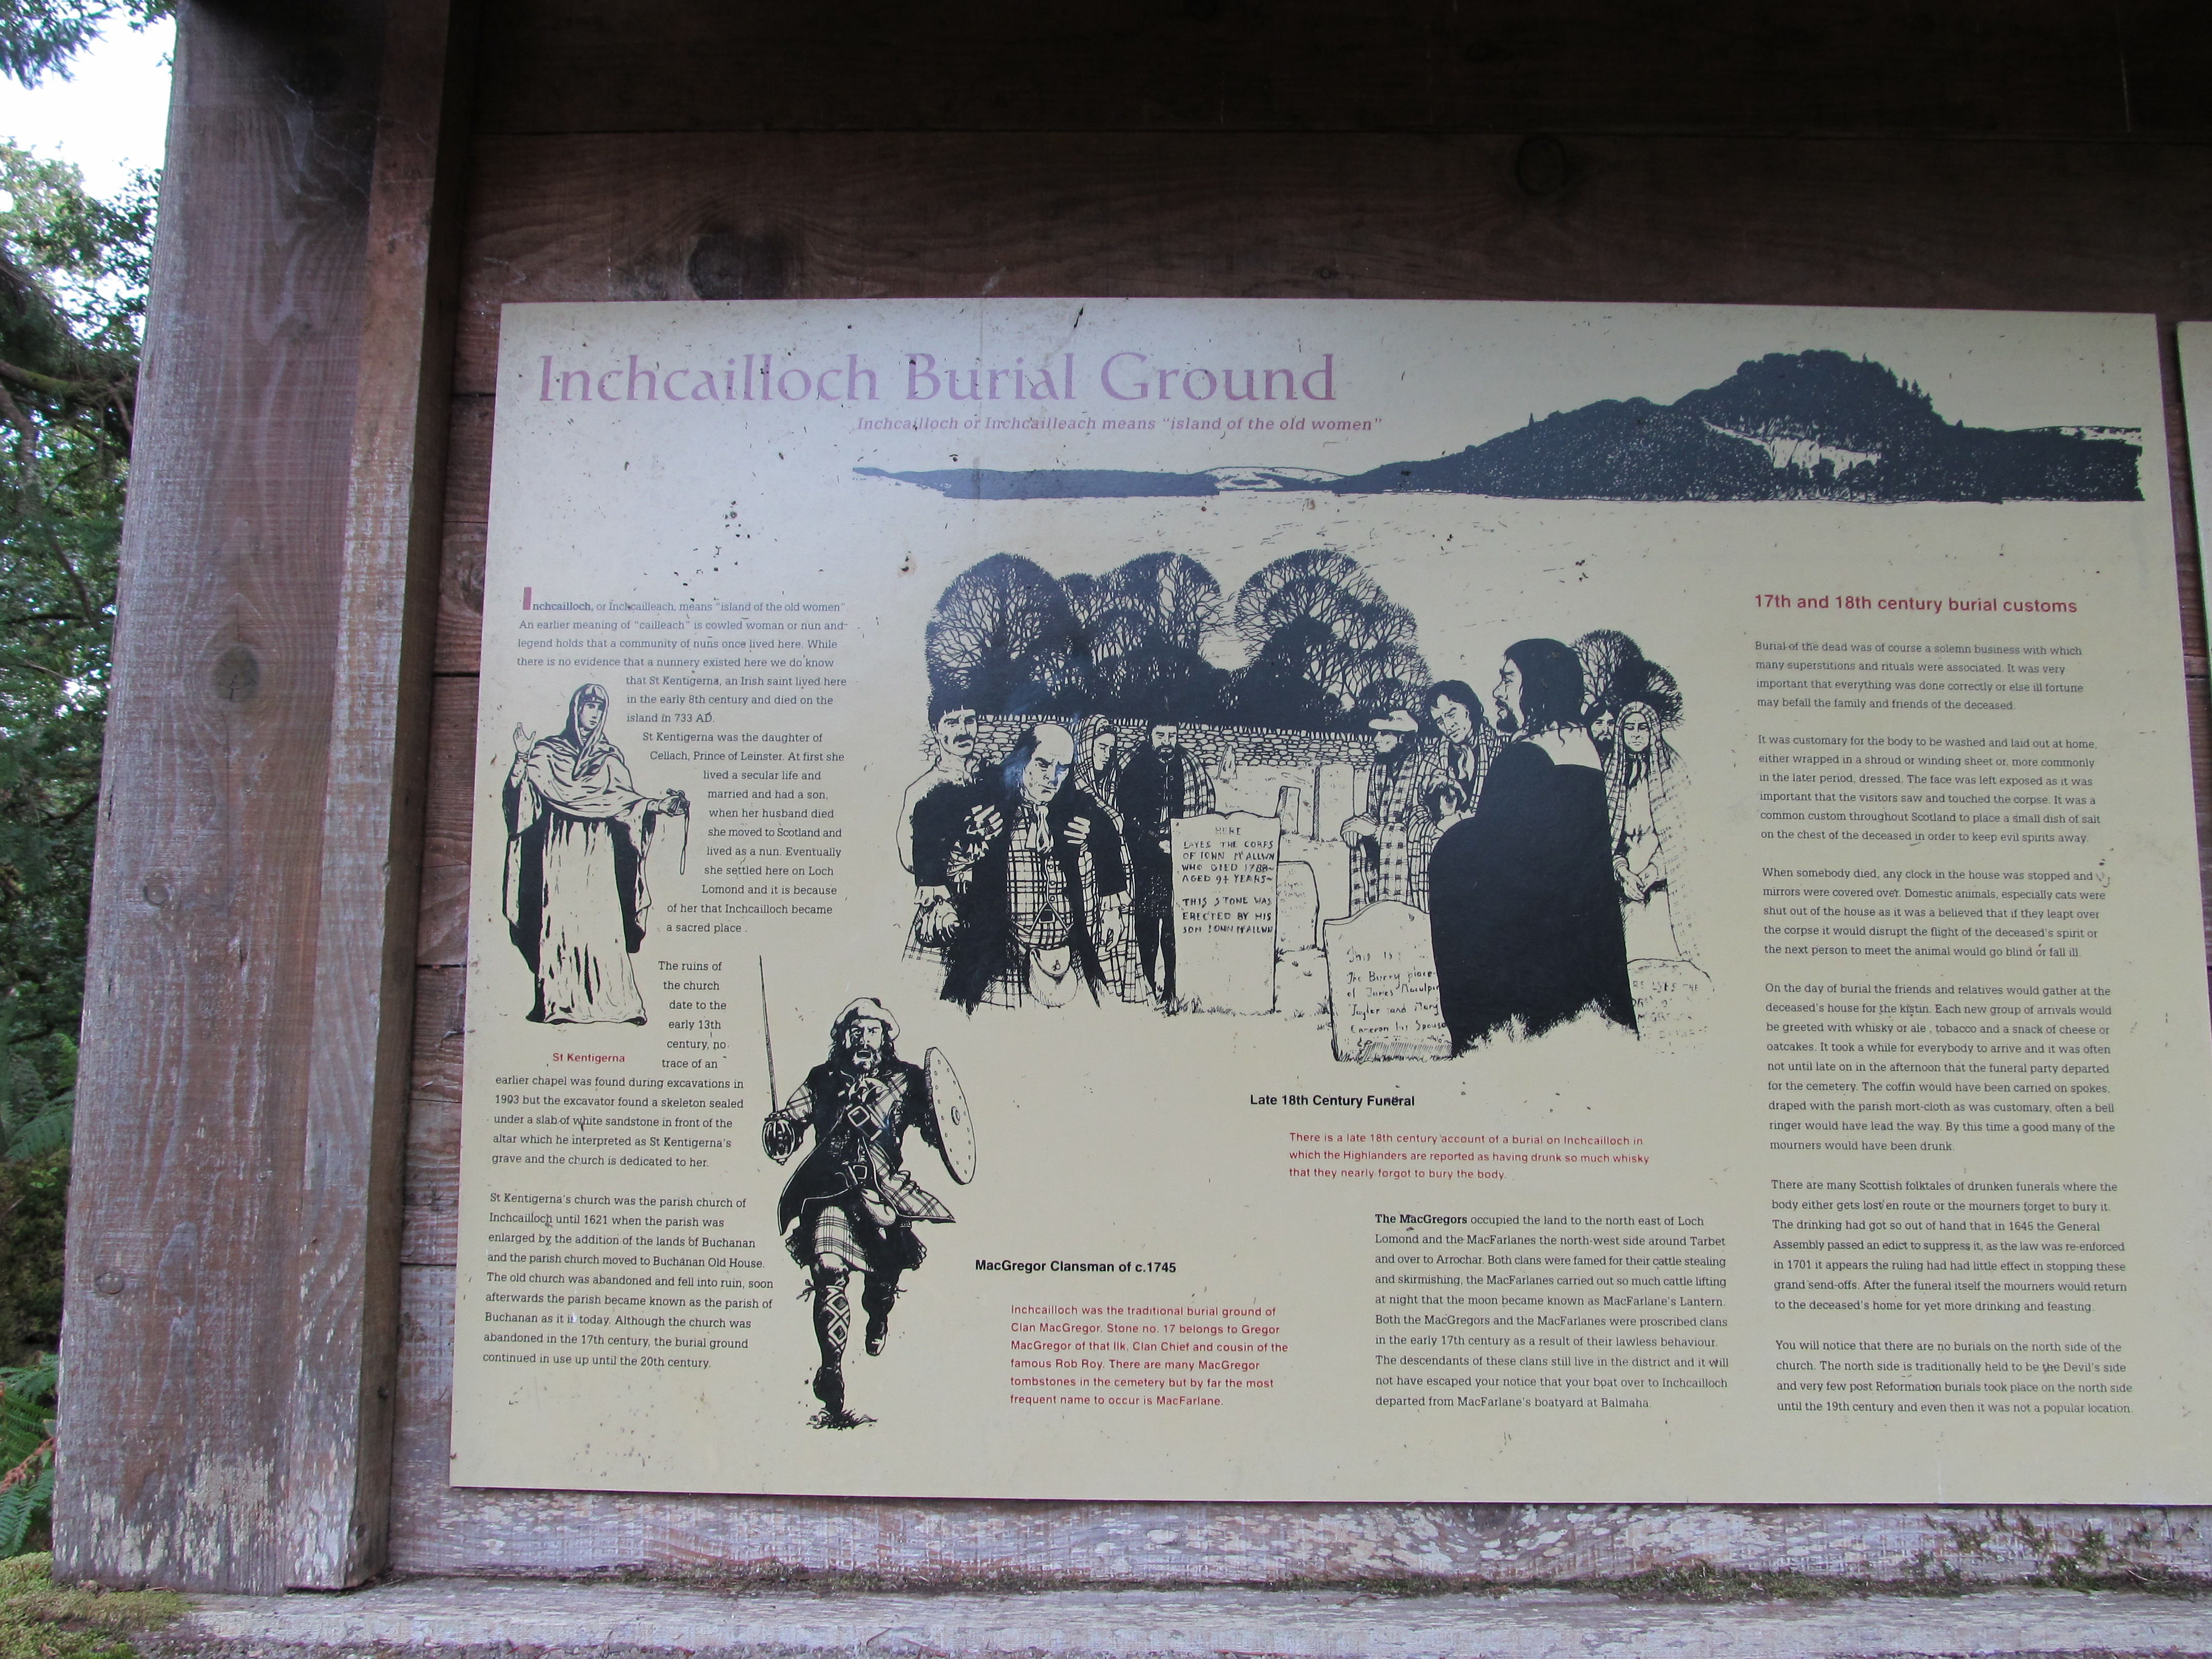 Inchcailloch Burial Ground
Inchcailloch or Inchcailleach means "island of the old women"
Inchcailloch, or Inchcailleach, means "island of the old women"
An earlier meaning of "cailleach" is cowled woman or nun and
legend holds that a community of nuns once lived here. While
there is no evidence that a nunnery existed here we do know
that St Kentigerna, an Irish saint lived here
in the early 8th century and died on the
island in 733 AD.
St Kentigerna was the daughter of
Cellach, Prince of Leinster. At first she
lived a secular life and
married and had a son,
when her husband died
she moved to Scotland and
lived as a nun. Eventually
she settled here on Loch
Lomond and it is because
of her that Inchcailloch became
a sacred place .
The ruins of
the church
date to the
early 13th
century, no
trace of an
earlier chapel was found during excavations in
1903 but the excavator found a skeleton sealed
under a slab of white sandstone in front of the
altar which he interpreted as St Kentigerna's
grave and the church is dedicated to her.
St Kentigerna's church was the parish church of
Inchcailloch until 1621 when the parish was
enlarged by the addition of the lands of Buchanan
and the parish church moved to Buchanan Old House.
The old church was abandoned and fell into ruin, soon
afterwards the parish became known as the parish of
Buchanan as it is today. Although the church was
abandoned in the 17th century, the burial ground
continued in use up until the 20th century.
St Kentigerna
HERE
LAYES THE CORPS
OF IOHN McALLWN
WHO DIED 1788
AGED 94 YEARS
THIS STONE WAS
ERECTED BY HIS
SON IOHN McALLWN
This is
The Burry place
of James Maculpin
Taylor and Mary
Cameron his Spouse
MacGregor Clansman of c.1745
Inchcailloch was the traditional burial ground of
Clan MacGregor. Stone no. 17 belongs to Gregor
MacGregor of that Ilk, Clan Chief and cousin of the
famous Rob Roy. There are many MacGregor
tombstones in the cemetery but by far the most
frequent name to occur is MacFarlane.
Late 18th Century Funeral
There is a late 18th century account of a burial on Inchcailloch in
which the Highlanders are reported as having drunk so much whisky
that they nearly forgot to bury the body.
The MacGregors occupied the land to the north east of Loch
Lomond and the MacFarlanes the north-west side around Tarbet
and over to Arrochar. Both clans were famed for their cattle stealing
and skirmishing, the MacFarlanes carried out so much cattle lifting
at night that the moon became known as MacFarlane's Lantern.
Both the MacGregors and the MacFarlanes were proscribed clans
in the early 17th century as a result of their lawless behaviour.
The descendants of these clans still live in the district and it will
not have escaped your notice that your boat over to Inchcailloch
departed from MacFarlane's boatyard at Balmaha.
17th and 18th century burial customs
Burial of the dead was of course a solemn business with which
many superstitions and rituals were associated. It was very
important that everything was done correctly or else ill fortune
may befall the family and friends of the deceased.
It was customary for the body to be washed and laid out at home,
either wrapped in a shroud or winding sheet or, more commonly
in the later period, dressed. The face was left exposed as it was
important that the visitors saw and touched the corpse. It was a
common custom throughout Scotland to place a small dish of salt
on the chest of the deceased in order to keep evil spirits away.
When somebody died, any clock in the house was stopped and
mirrors were covered over. Domestic animals, especially cats were
shut out of the house as it was a believed that if they leapt over
the corpse it would disrupt the flight of the deceased's spirit or
the next person to meet the animal would go blind or fall ill.
On the day of burial the friends and relatives would gather at the
deceased's house for the kistin. Each new group of arrivals would
be greeted with whisky or ale , tobacco and a snack of cheese or
oatcakes. It took a while for everybody to arrive and it was often
not until late on in the afternoon that the funeral party departed
for the cemetery. The coffin would have been carried on spokes,
draped with the parish mort-cloth as was customary, often a bell
ringer would have lead the way. By this time a good many of the
mourners would have been drunk.
There are many Scottish folktales of drunken funerals where the
body either gets lost en route or the mourners forget to bury it.
The drinking had got so out of hand that in 1645 the General
Assembly passed an edict to suppress it, as the law was re-enforced
in 1701 it appears the ruling had had little effect in stopping these
grand send-offs. After the funeral itself the mourners would return
to the deceased's home for yet more drinking and feasting.
You will notice that there are no burials on the north side of the
church. The north side is traditionally held to be the Devil's side
and very few post Reformation burials took place on the north side
until the 19th century and even then it was not a popular location.